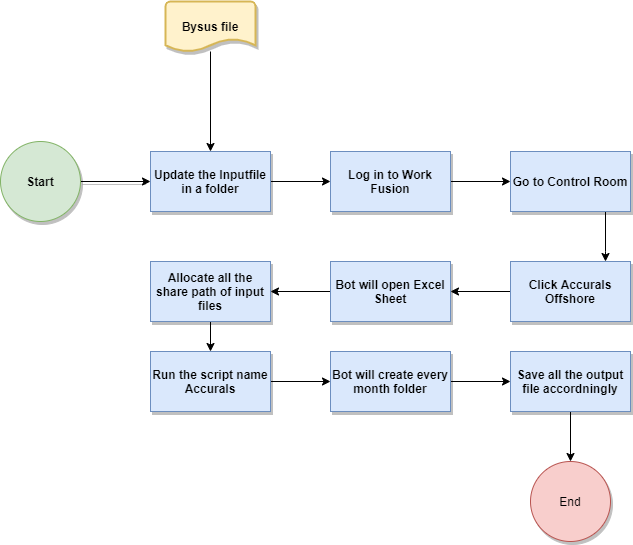 Bysus file
Start
Update the Inputfile
in a folder
Log in to Work
Fusion
Go to Control Room
Allocate all the
share path of input
files
Bot will open Excel
Sheet
Click Accurals
Offshore
Run the script name
Accurals
Bot will create every
month folder
Save all the output
file accordningly
End